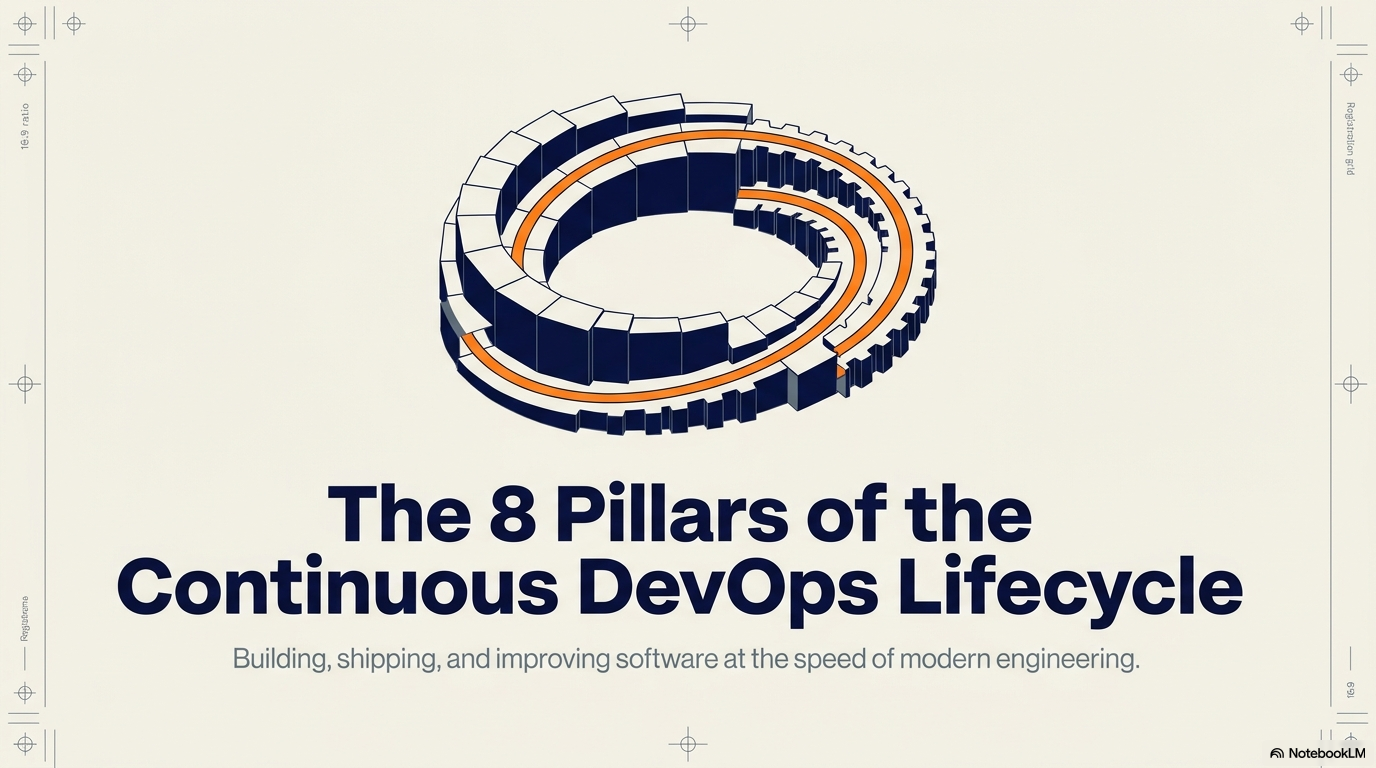 16.9 ratio
Registration grid
The 8 Pillars of the
Continuous DevOps Lifecycle
Building, shipping, and improving software at the speed of modern engineering.
NotebookLM